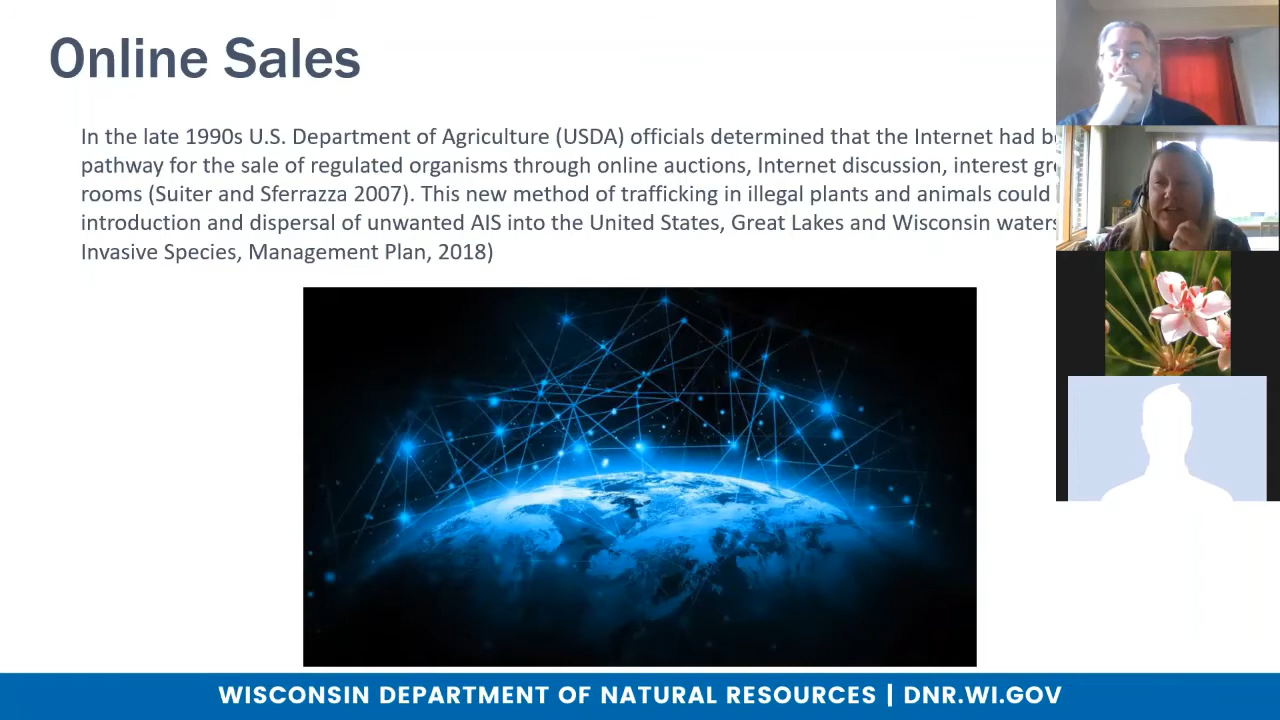 Online Sales
In the late 1990s U.S. Department of Agriculture (USDA) officials determined that the Internet had
pathway for the sale of regulated organisms through online auctions, Internet discussion, interest
rooms (Suiter and Sferrazza 2007). This new method of trafficking in illegal plants and animals could
introduction and dispersal of unwanted AIS into the United States, Great Lakes and Wisconsin waters
Invasive Species, Management Plan, 2018)
WISCONSIN DEPARTMENT OF NATURAL RESOURCES | DNR.WI.GOV